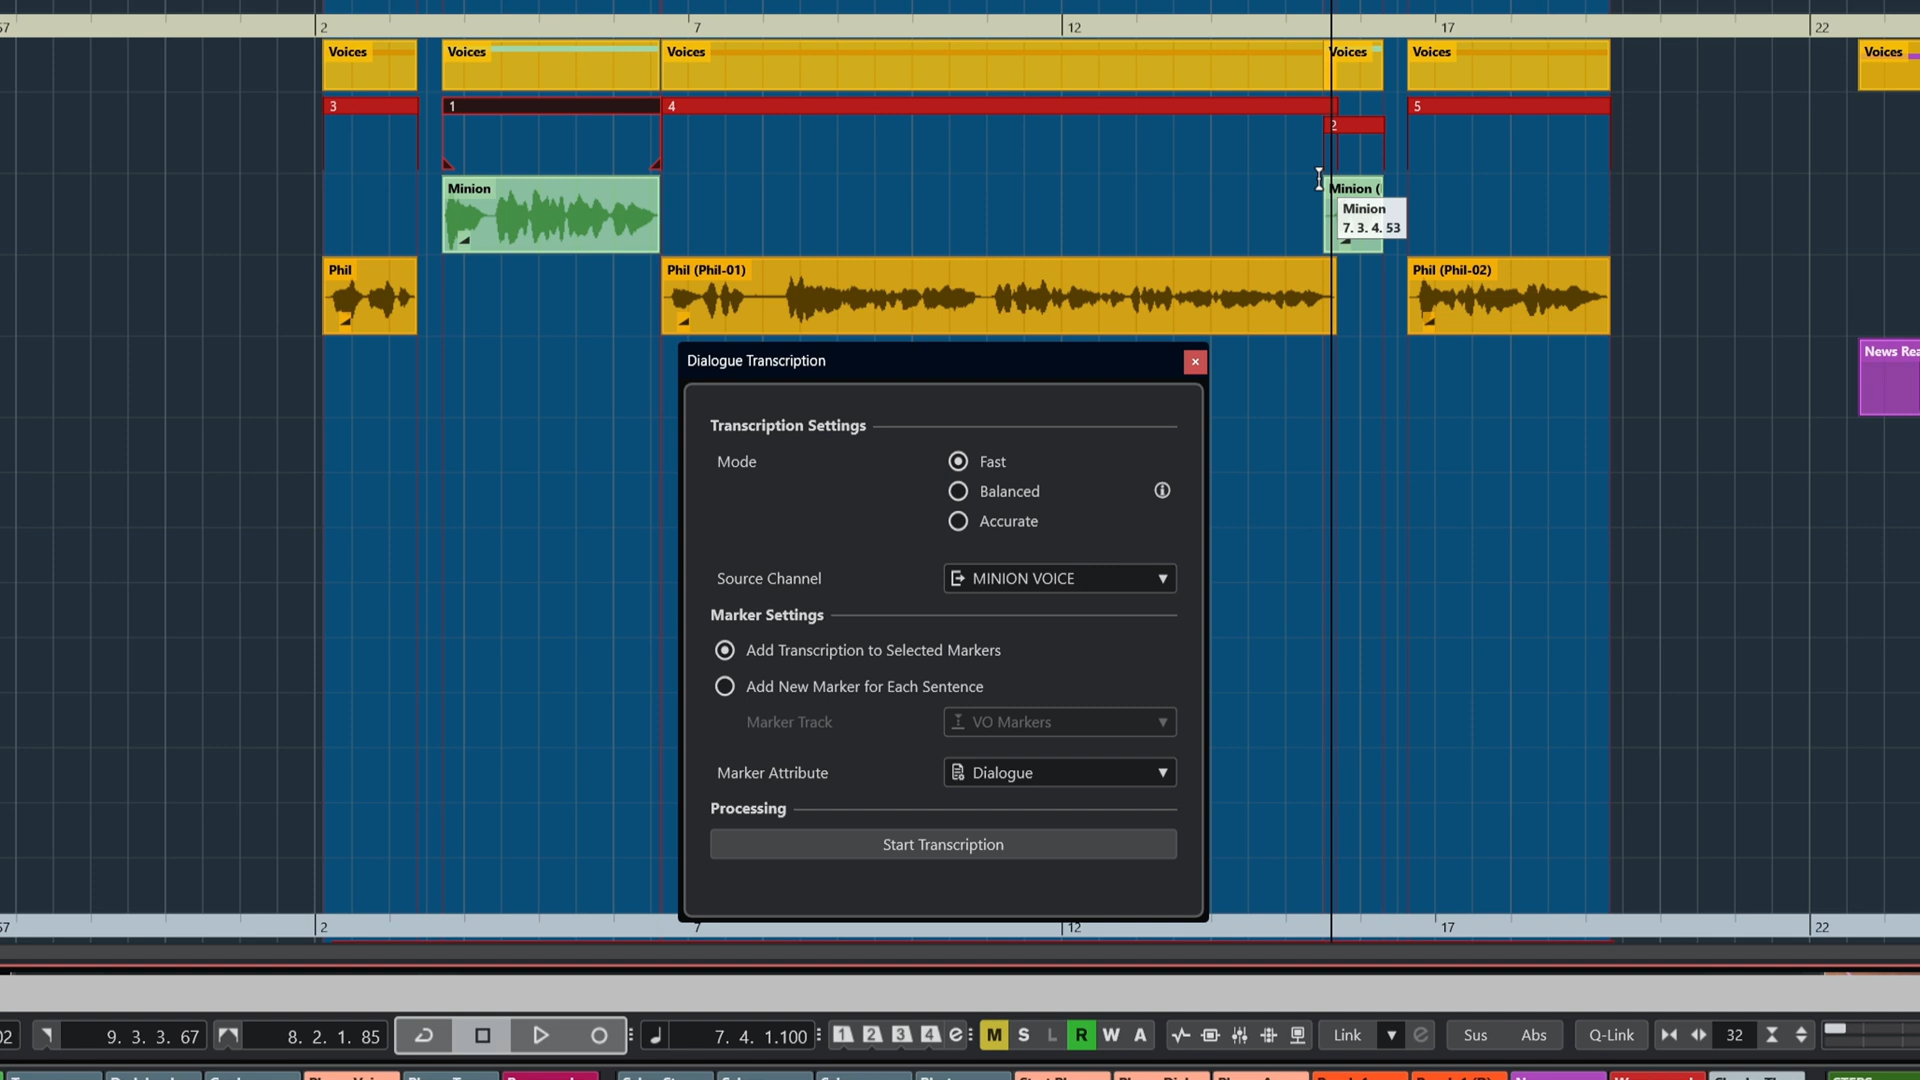 57
2
7
12
17
22
Voices
Voices
Voices
Voices
Voices
Voices
3
1
4
5
2
Minion
Minion (
Minion
7. 3. 4. 53
Phil
Phil (Phil-01)
Phil (Phil-02)
News Rea
Dialogue Transcription
Transcription Settings
Mode
Fast
Balanced
Accurate
Source Channel
MINION VOICE
Marker Settings
Add Transcription to Selected Markers
Add New Marker for Each Sentence
Marker Track
VO Markers
Marker Attribute
Dialogue
Processing
Start Transcription
57
2
7
12
17
22
02
9. 3. 3. 67
8. 2. 1. 85
7. 4. 1.100
1 2 3 4 e
M S L R W A
Link
Sus
Abs
Q-Link
32